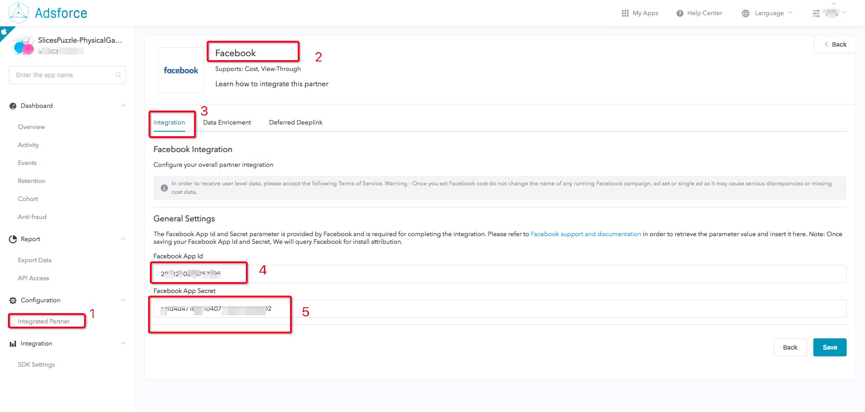 Adsforce
My Apps
Help Center
Language
SlicesPuzzle-PhysicalGa...
Enter the app name
Dashboard
Overview
Activity
Events
Retention
Cohort
Anti-fraud
Report
Export Data
API Access
Configuration
Integrated Partner
1
Integration
SDK Settings
Back
facebook
Facebook
2
Supports: Cost, View-Through
Learn how to integrate this partner
3
Integration
Data Enricement
Deferred Deeplink
Facebook Integration
Configure your overall partner integration
In order to receive user level data, please accept the following Terms of Service. Warning - Once you set Facebook cost do not change the name of any running Facebook campaign, ad set or single ad as it may cause serious discrepancies or missing
cost data.
General Settings
The Facebook App Id and Secret parameter is provided by Facebook and is required for completing the integration. Please refer to Facebook support and documentation in order to retrieve the parameter value and insert it here. Note: Once
saving your Facebook App Id and Secret, We will query Facebook for install attribution.
Facebook App Id
4
Facebook App Secret
5
Back
Save